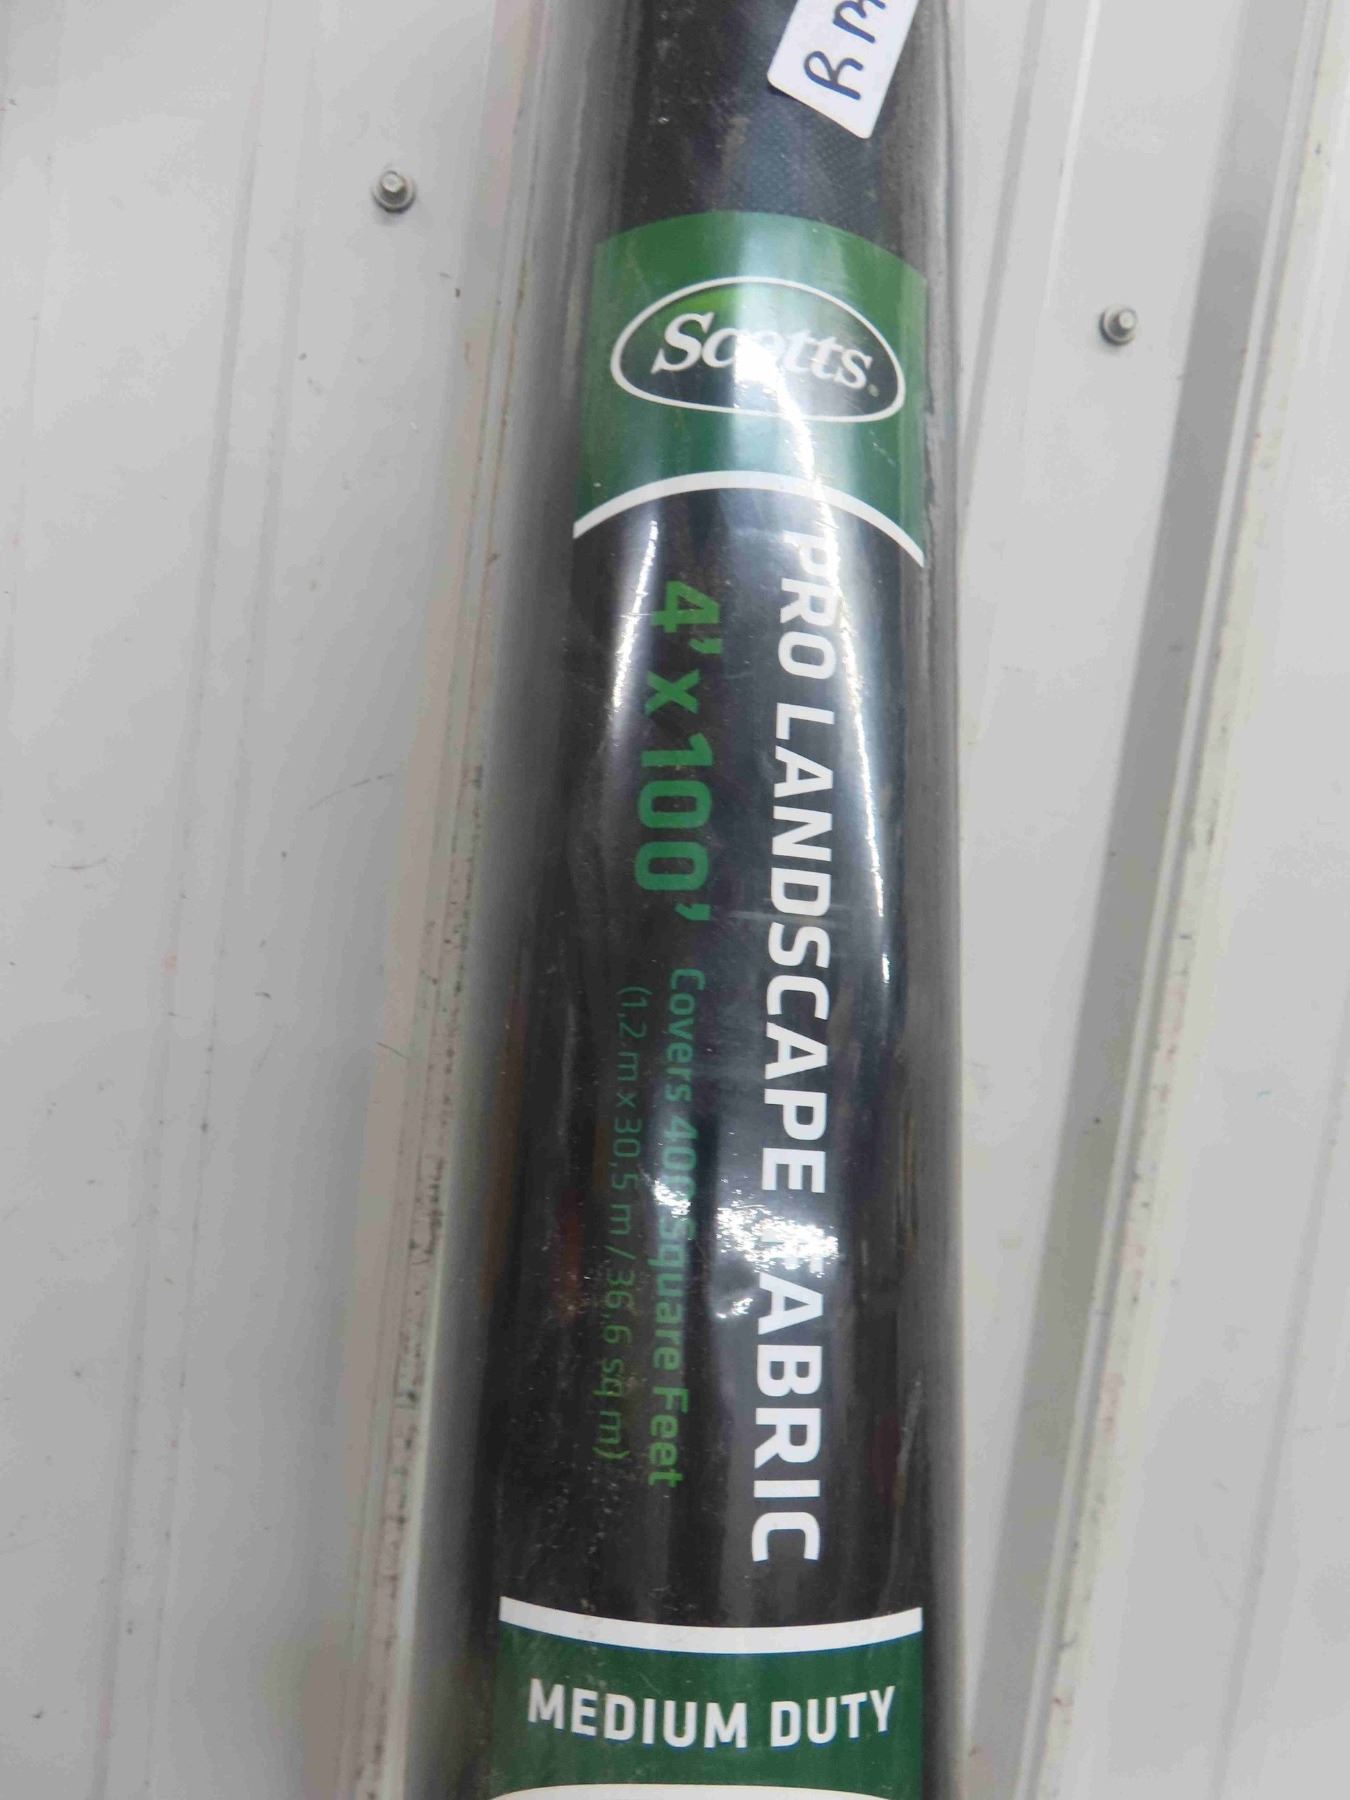 Scotts
PRO LANDSCAPE FABRIC
4' x 100'
Covers 400 Square Feet
(1,2 m x 30,5 m / 36,6 sq m)
MEDIUM DUTY